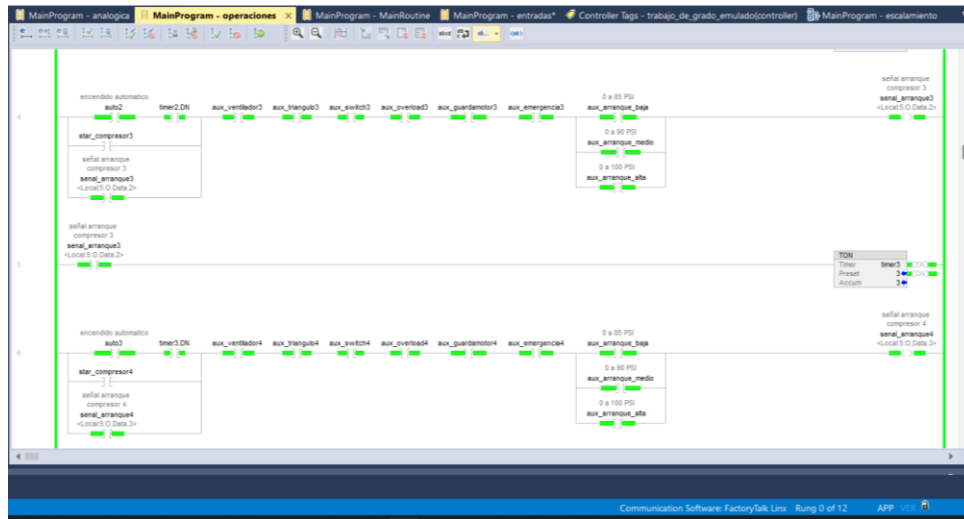 MainProgram - analogica
MainProgram - operaciones
MainProgram - MainRoutine
MainProgram - entradas*
Controller Tags - trabajo_de_grado_emulado(controller)
MainProgram - escalamiento
abcd
ab...
señal arranque
compresor 3
senal_arranque3
<Local:5:O.Data.2>
encendido automatico
auto2
timer2.DN
aux_ventilador3
aux_triangulo3
aux_switch3
aux_overload3
aux_guardamotor3
aux_emergencia3
0 a 85 PSI
aux_arranque_baja
4
star_compresor3
0 a 90 PSI
aux_arranque_medio
señal arranque
compresor 3
senal_arranque3
<Local:5:O.Data.2>
0 a 100 PSI
aux_arranque_alta
señal arranque
compresor 3
senal_arranque3
<Local:5:O.Data.2>
5
TON
Timer timer3
Preset 3
Accum 3
EN
DN
señal arranque
compresor 4
senal_arranque4
<Local:5:O.Data.3>
encendido automatico
auto3
timer3.DN
aux_ventilador4
aux_triangulo4
aux_switch4
aux_overload4
aux_guardamotor4
aux_emergencia4
0 a 85 PSI
aux_arranque_baja
6
star_compresor4
0 a 90 PSI
aux_arranque_medio
señal arranque
compresor 4
senal_arranque4
<Local:5:O.Data.3>
0 a 100 PSI
aux_arranque_alta
Communication Software: FactoryTalk Linx
Rung 0 of 12
APP
VER